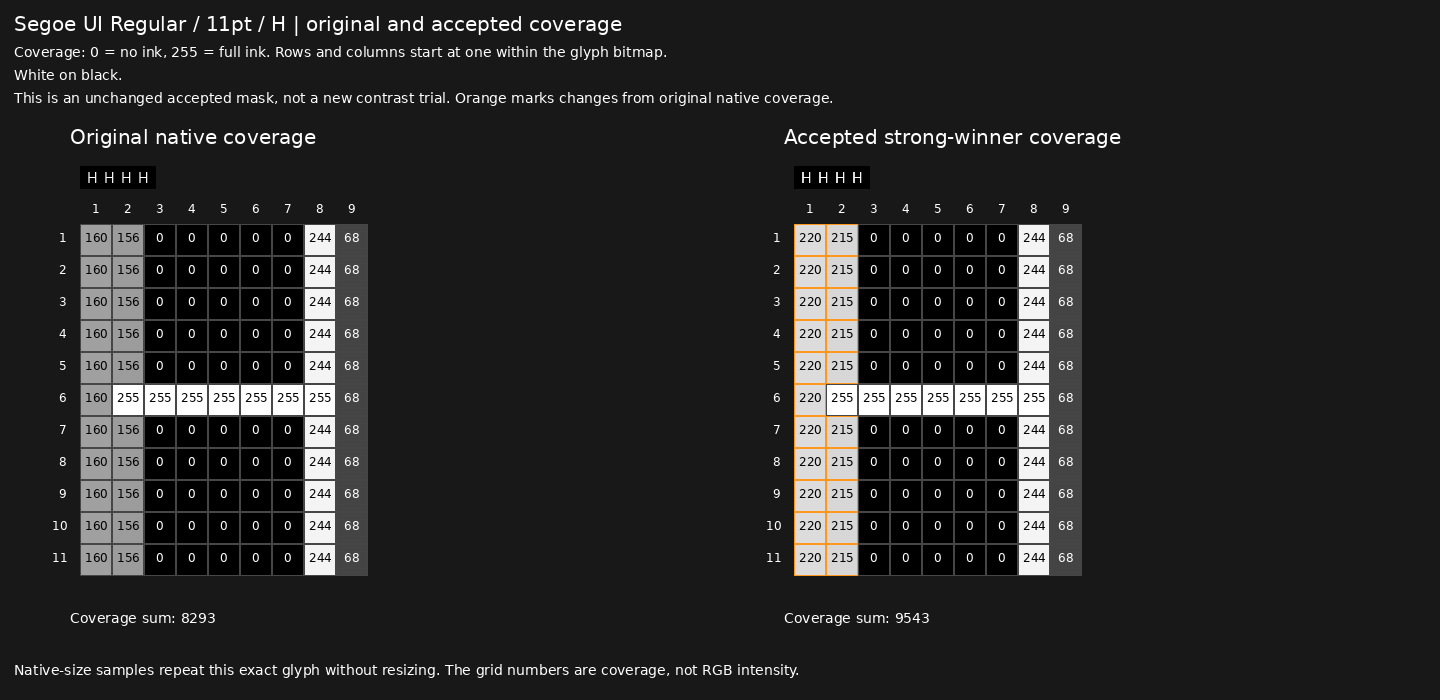 Segoe UI Regular / 11pt / H | original and accepted coverage
Coverage: 0 = no ink, 255 = full ink. Rows and columns start at one within the glyph bitmap.
White on black.
This is an unchanged accepted mask, not a new contrast trial. Orange marks changes from original native coverage.
Original native coverage
H H H H
1 2 3 4 5 6 7 8 9
1 160 156 0 0 0 0 0 244 68
2 160 156 0 0 0 0 0 244 68
3 160 156 0 0 0 0 0 244 68
4 160 156 0 0 0 0 0 244 68
5 160 156 0 0 0 0 0 244 68
6 160 255 255 255 255 255 255 255 68
7 160 156 0 0 0 0 0 244 68
8 160 156 0 0 0 0 0 244 68
9 160 156 0 0 0 0 0 244 68
10 160 156 0 0 0 0 0 244 68
11 160 156 0 0 0 0 0 244 68
Coverage sum: 8293
Accepted strong-winner coverage
H H H H
1 2 3 4 5 6 7 8 9
1 220 215 0 0 0 0 0 244 68
2 220 215 0 0 0 0 0 244 68
3 220 215 0 0 0 0 0 244 68
4 220 215 0 0 0 0 0 244 68
5 220 215 0 0 0 0 0 244 68
6 220 255 255 255 255 255 255 255 68
7 220 215 0 0 0 0 0 244 68
8 220 215 0 0 0 0 0 244 68
9 220 215 0 0 0 0 0 244 68
10 220 215 0 0 0 0 0 244 68
11 220 215 0 0 0 0 0 244 68
Coverage sum: 9543
Native-size samples repeat this exact glyph without resizing. The grid numbers are coverage, not RGB intensity.